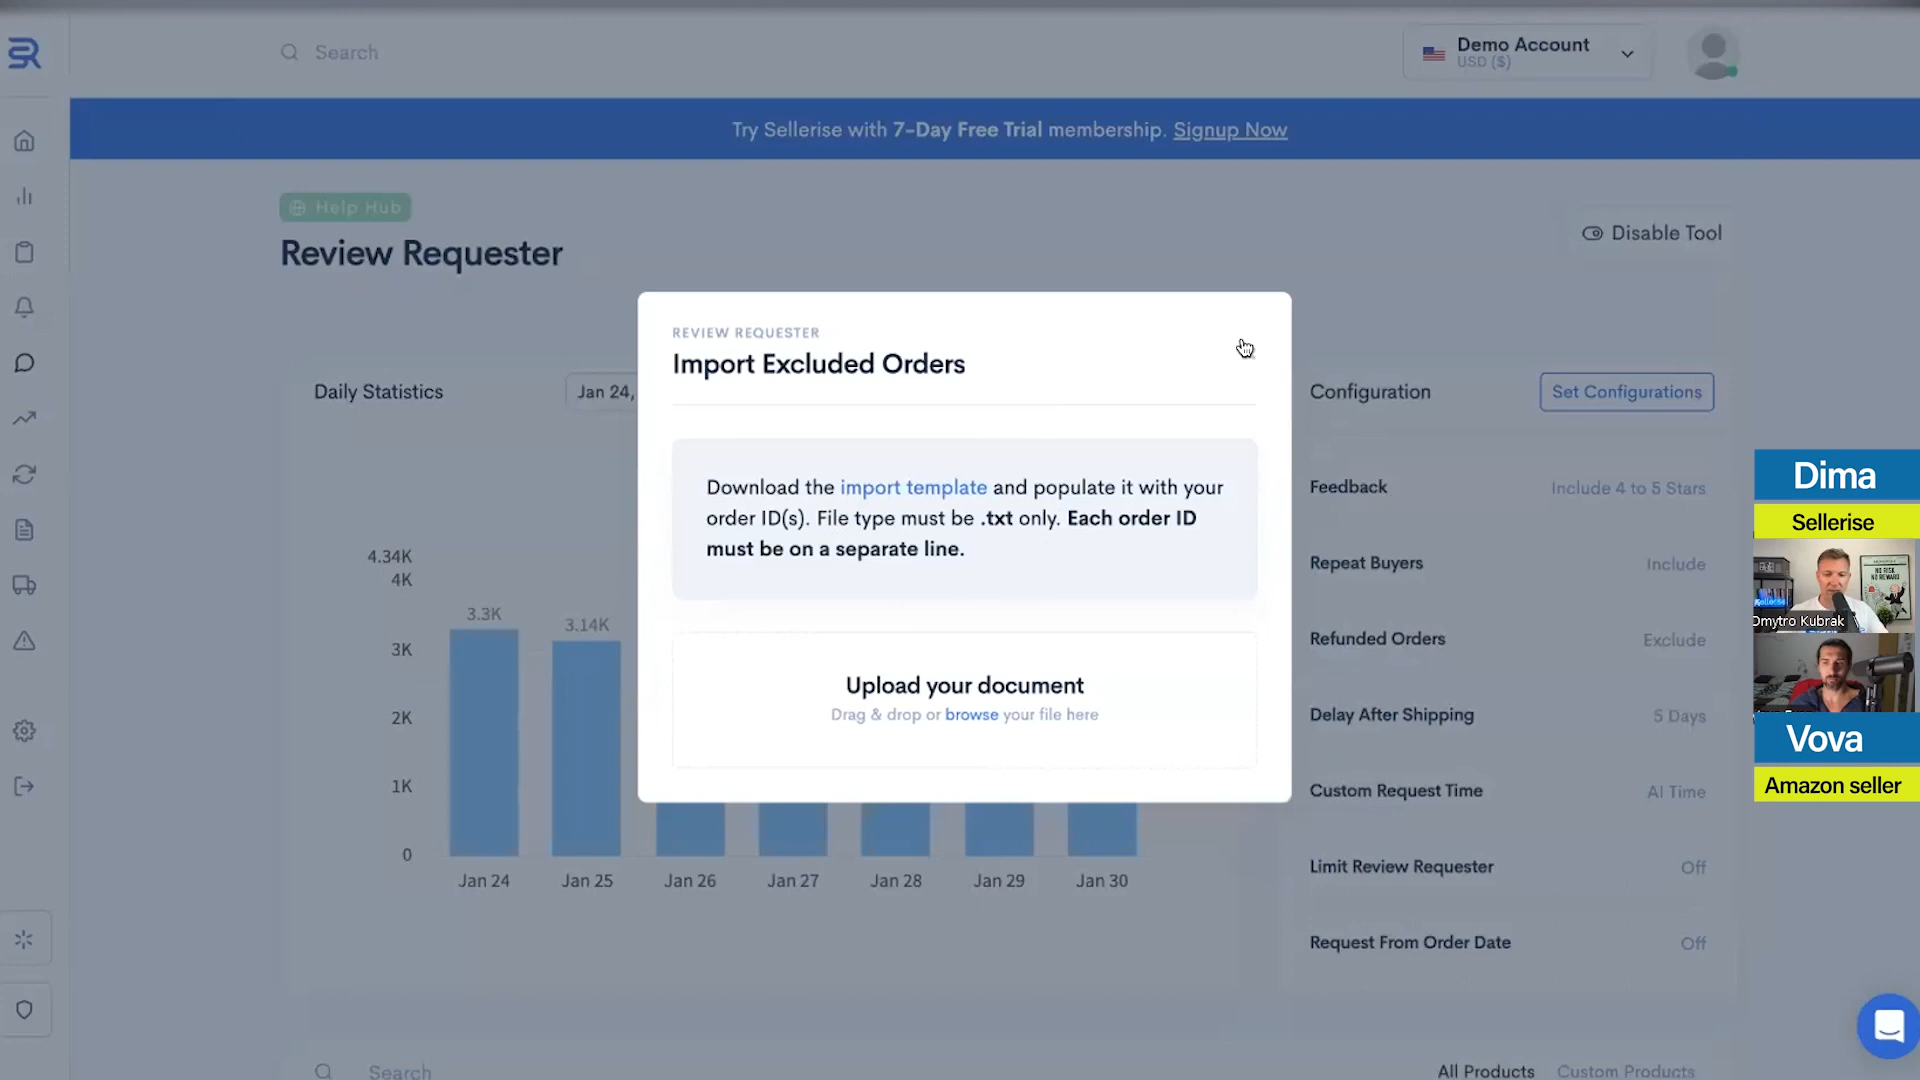 SR
Search
Demo Account
USD ($)
Try Sellerise with 7-Day Free Trial membership. Signup Now
Help Hub
Review Requester
Disable Tool
Daily Statistics
Jan 24,
REVIEW REQUESTER
Import Excluded Orders
Download the import template and populate it with your
order ID(s). File type must be .txt only. Each order ID
must be on a separate line.
Upload your document
Drag & drop or browse your file here
4.34K
4K
3K
2K
1K
0
3.3K
3.14K
Jan 24
Jan 25
Jan 26
Jan 27
Jan 28
Jan 29
Jan 30
Configuration
Set Configurations
Feedback
Include 4 to 5 Stars
Repeat Buyers
Include
Refunded Orders
Exclude
Delay After Shipping
5 Days
Custom Request Time
AI Time
Limit Review Requester
Off
Request From Order Date
Off
Search
All Products
Custom Products
Dima
Sellerise
NO RISK
NO REWARD
Dmytro Kubrak
Vova
Amazon seller